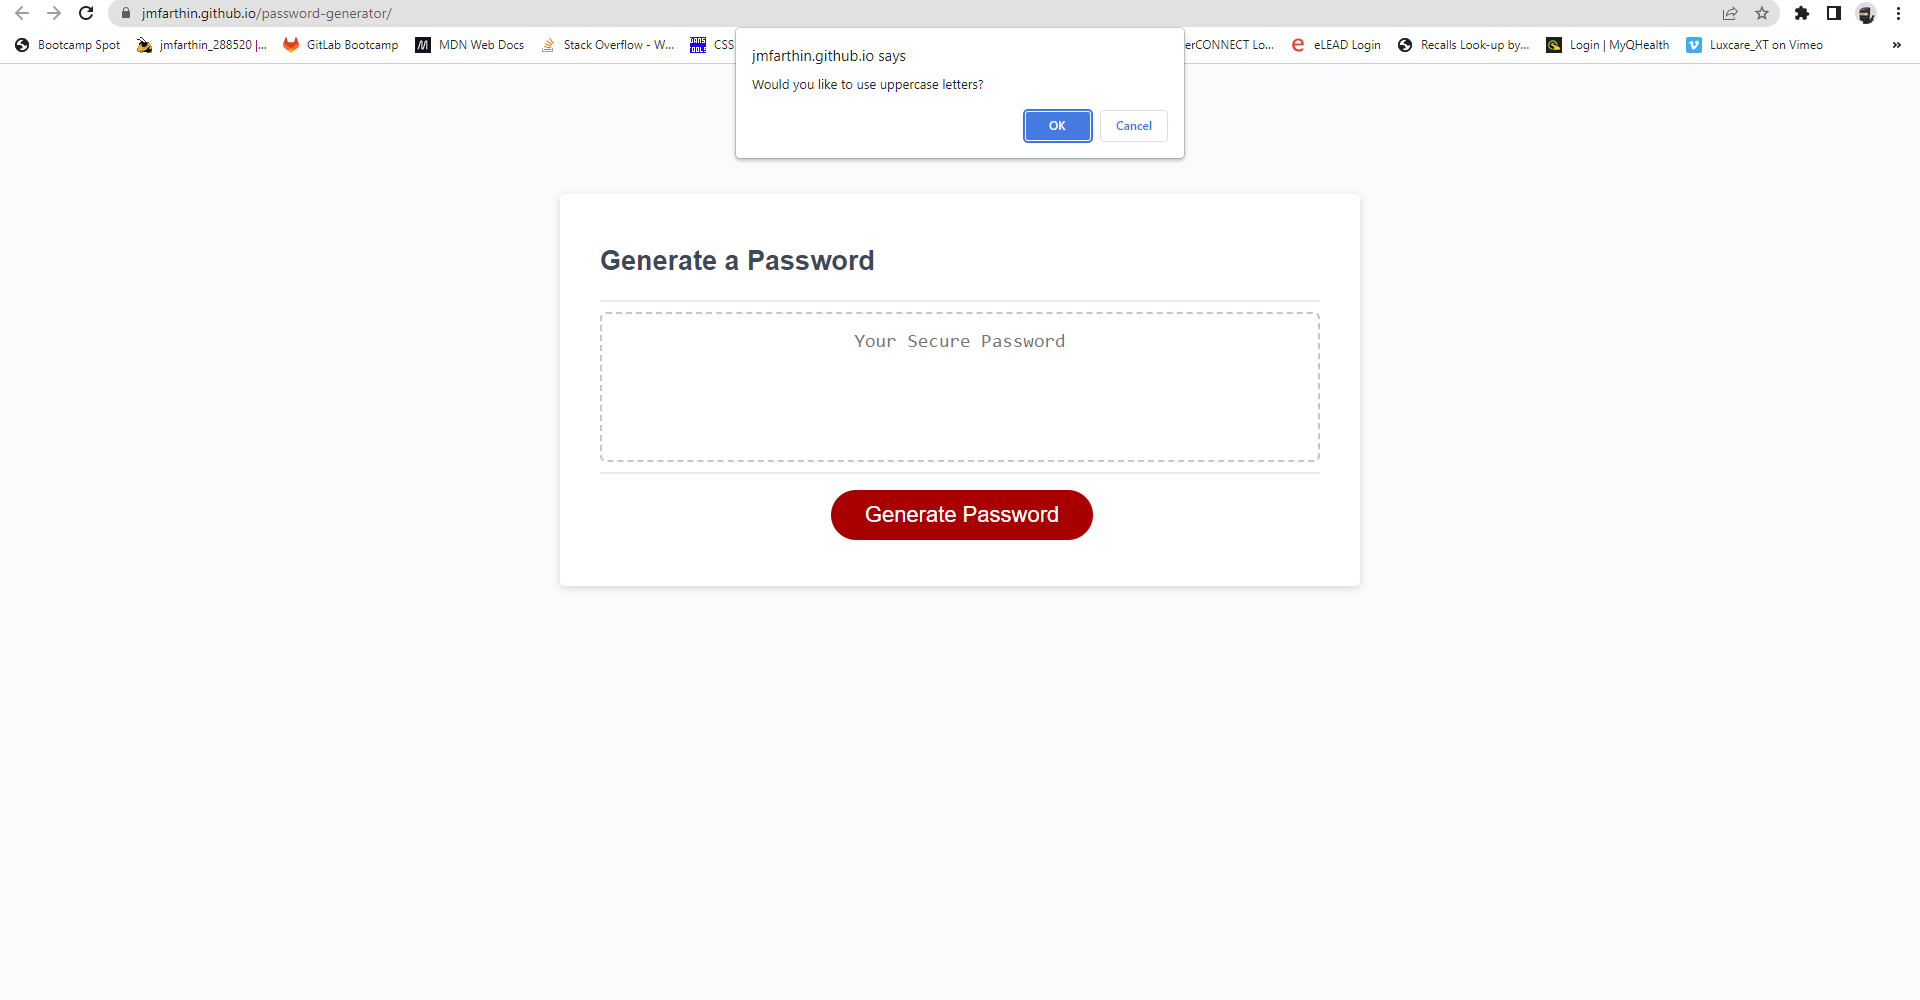 jmfarthin.github.io/password-generator/
Bootcamp Spot jmfarthin_288520 |... GitLab Bootcamp MDN Web Docs Stack Overflow - W... CSS erCONNECT Lo... eLEAD Login Recalls Look-up by... Login | MyQHealth Luxcare_XT on Vimeo »
jmfarthin.github.io says
Would you like to use uppercase letters?
OK Cancel
Generate a Password
Your Secure Password
Generate Password